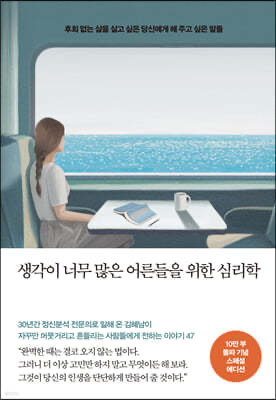 후회 없는 삶을 살고 싶은 당신에게 해 주고 싶은 말들
생각이 너무 많은 어른들을 위한 심리학
30년간 정신분석 전문의로 일해 온 김혜남이
자꾸만 머뭇거리고 흔들리는 사람들에게 전하는 이야기 47
“완벽한 때는 결코 오지 않는 법이다.
그러니 더 이상 고민만 하지 말고 무엇이든 해 보라.
그것이 당신의 인생을 단단하게 만들어 줄 것이다.”
10만 부
돌파 기념
스페셜
에디션